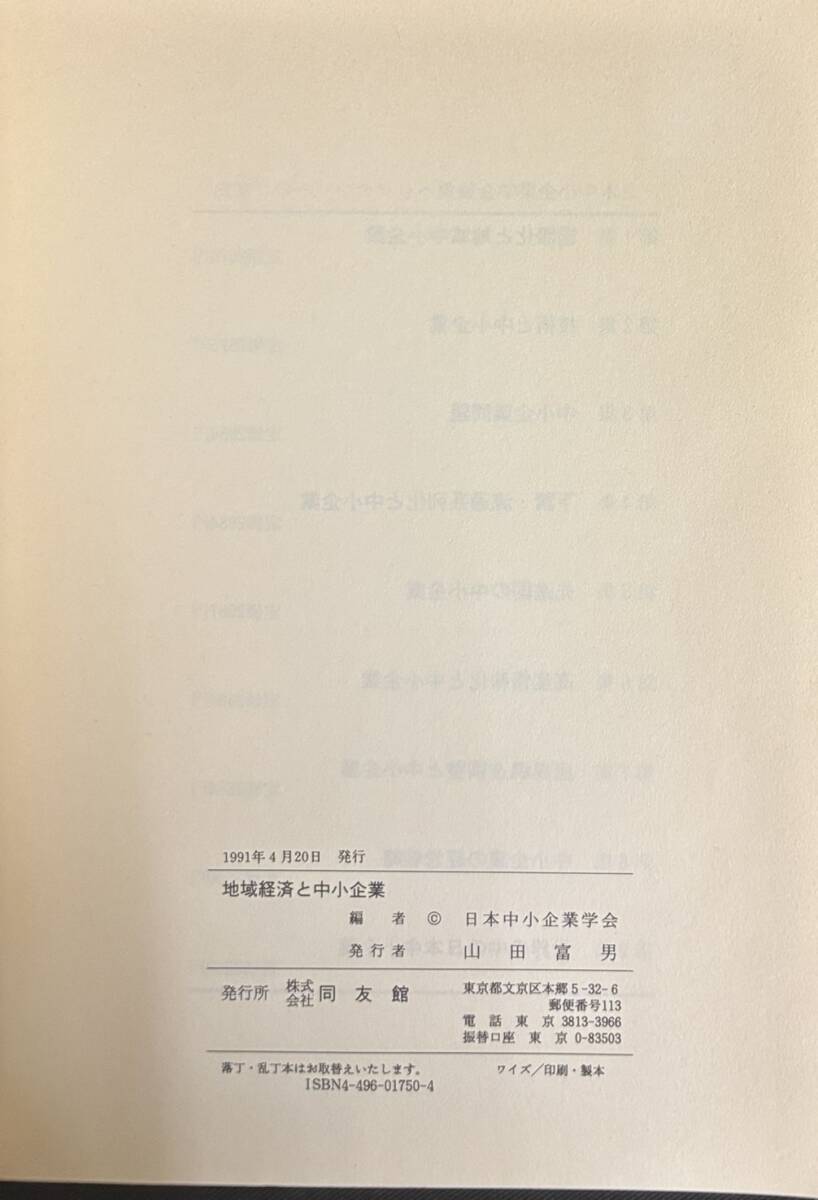 1991年4月20日　発行
地域経済と中小企業
編　者　©　日本中小企業学会
発行者　山　田　富　男
発行所　株式会社　同　友　館
東京都文京区本郷5-32-6
郵便番号113
電　話　東　京　3813-3966
振替口座　東　京　0-83503
落丁・乱丁本はお取替えいたします。　ワイズ／印刷・製本
ISBN4-496-01750-4